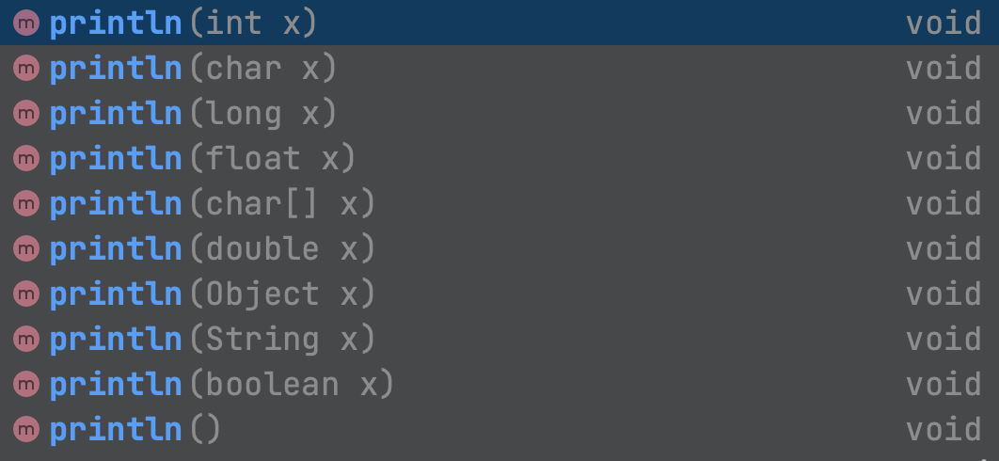 m println(int x) void
m println(char x) void
m println(long x) void
m println(float x) void
m println(char[] x) void
m println(double x) void
m println(Object x) void
m println(String x) void
m println(boolean x) void
m println() void